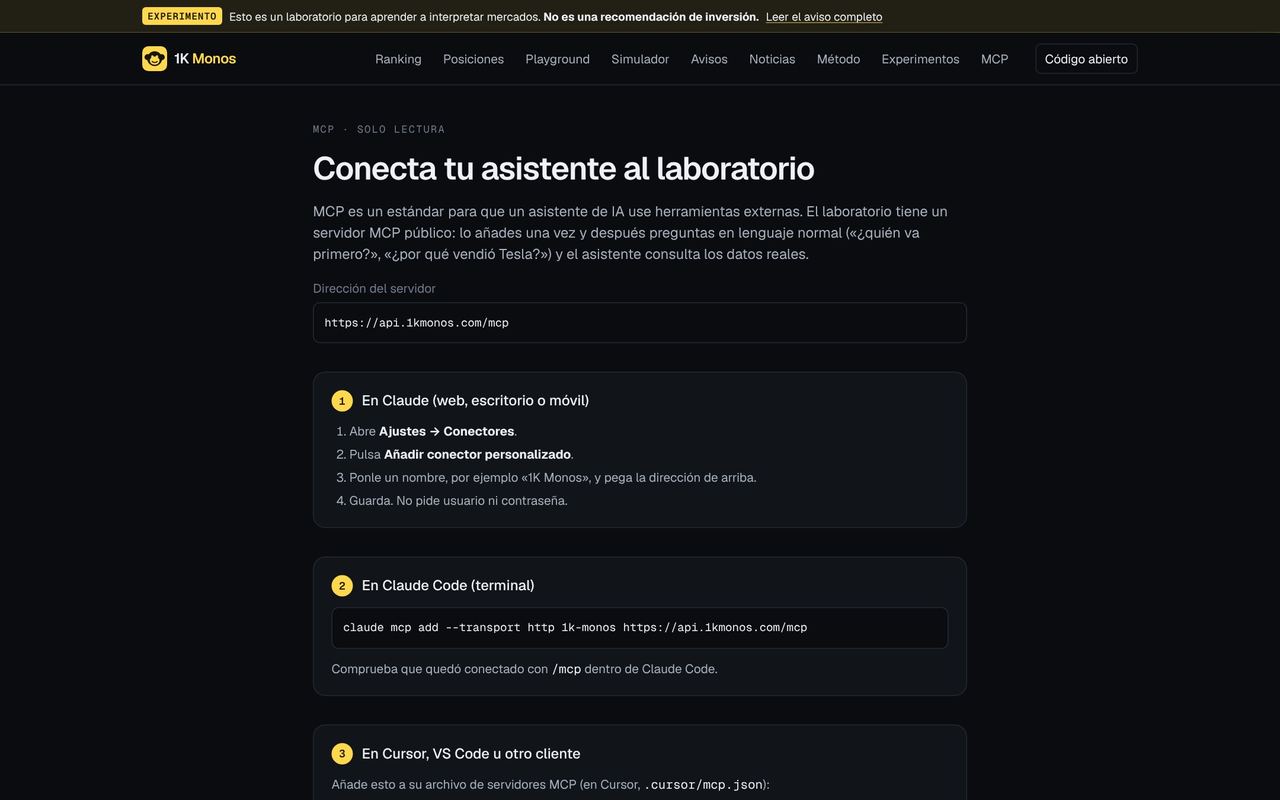 EXPERIMENTO Esto es un laboratorio para aprender a interpretar mercados. No es una recomendación de inversión. Leer el aviso completo
1K Monos Ranking Posiciones Playground Simulador Avisos Noticias Método Experimentos MCP Código abierto
MCP · SOLO LECTURA
Conecta tu asistente al laboratorio
MCP es un estándar para que un asistente de IA use herramientas externas. El laboratorio tiene un
servidor MCP público: lo añades una vez y después preguntas en lenguaje normal («¿quién va
primero?», «¿por qué vendió Tesla?») y el asistente consulta los datos reales.
Dirección del servidor
https://api.1kmonos.com/mcp
1 En Claude (web, escritorio o móvil)
1. Abre Ajustes → Conectores.
2. Pulsa Añadir conector personalizado.
3. Ponle un nombre, por ejemplo «1K Monos», y pega la dirección de arriba.
4. Guarda. No pide usuario ni contraseña.
2 En Claude Code (terminal)
claude mcp add --transport http 1k-monos https://api.1kmonos.com/mcp
Comprueba que quedó conectado con /mcp dentro de Claude Code.
3 En Cursor, VS Code u otro cliente
Añade esto a su archivo de servidores MCP (en Cursor, .cursor/mcp.json):